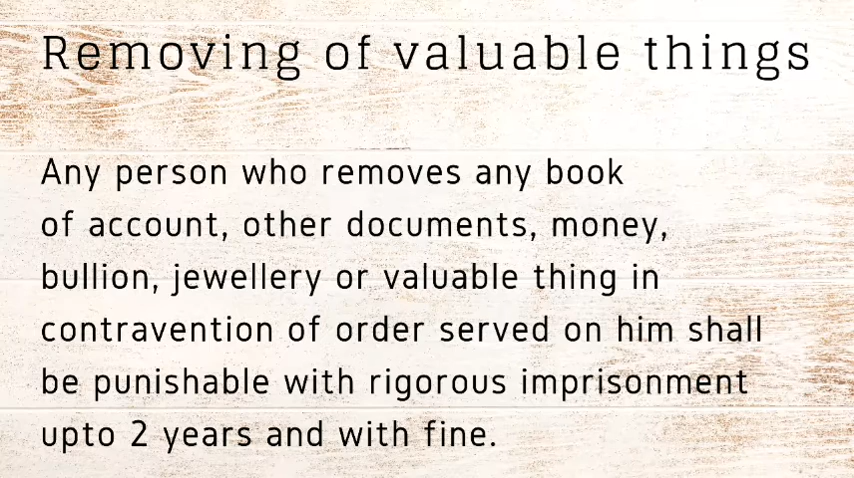 Removing of valuable things
Any person who removes any book
of account, other documents, money,
bullion, jewellery or valuable thing in
contravention of order served on him shall
be punishable with rigorous imprisonment
upto 2 years and with fine.